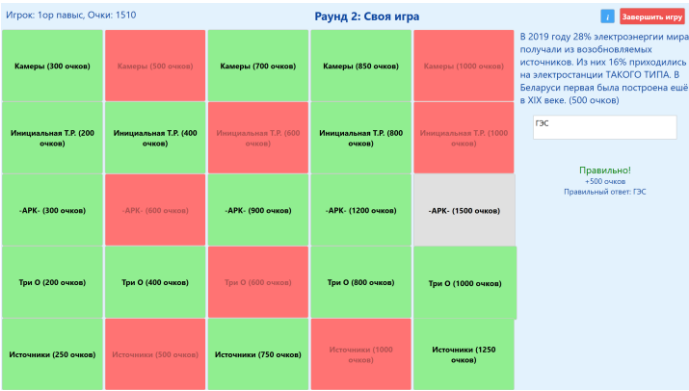 Игрок: 1ор павыс, Очки: 1510
Раунд 2: Своя игра
i
Завершить игру
Камеры (300 очков)
Камеры (500 очков)
Камеры (700 очков)
Камеры (850 очков)
Камеры (1000 очков)
Инициальная Т.Р. (200
очков)
Инициальная Т.Р. (400
очков)
Инициальная Т.Р. (600
очков)
Инициальная Т.Р. (800
очков)
Инициальная Т.Р. (1000
очков)
-АРК- (300 очков)
-АРК- (600 очков)
-АРК- (900 очков)
-АРК- (1200 очков)
-АРК- (1500 очков)
Три О (200 очков)
Три О (400 очков)
Три О (600 очков)
Три О (800 очков)
Три О (1000 очков)
Источники (250 очков)
Источники (500 очков)
Источники (750 очков)
Источники (1000
очков)
Источники (1250
очков)
В 2019 году 28% электроэнергии мира
получали из возобновляемых
источников. Из них 16% приходились
на электростанции ТАКОГО ТИПА. В
Беларуси первая была построена ещё
в XIX веке. (500 очков)
ГЭС
Правильно!
+500 очков
Правильный ответ: ГЭС